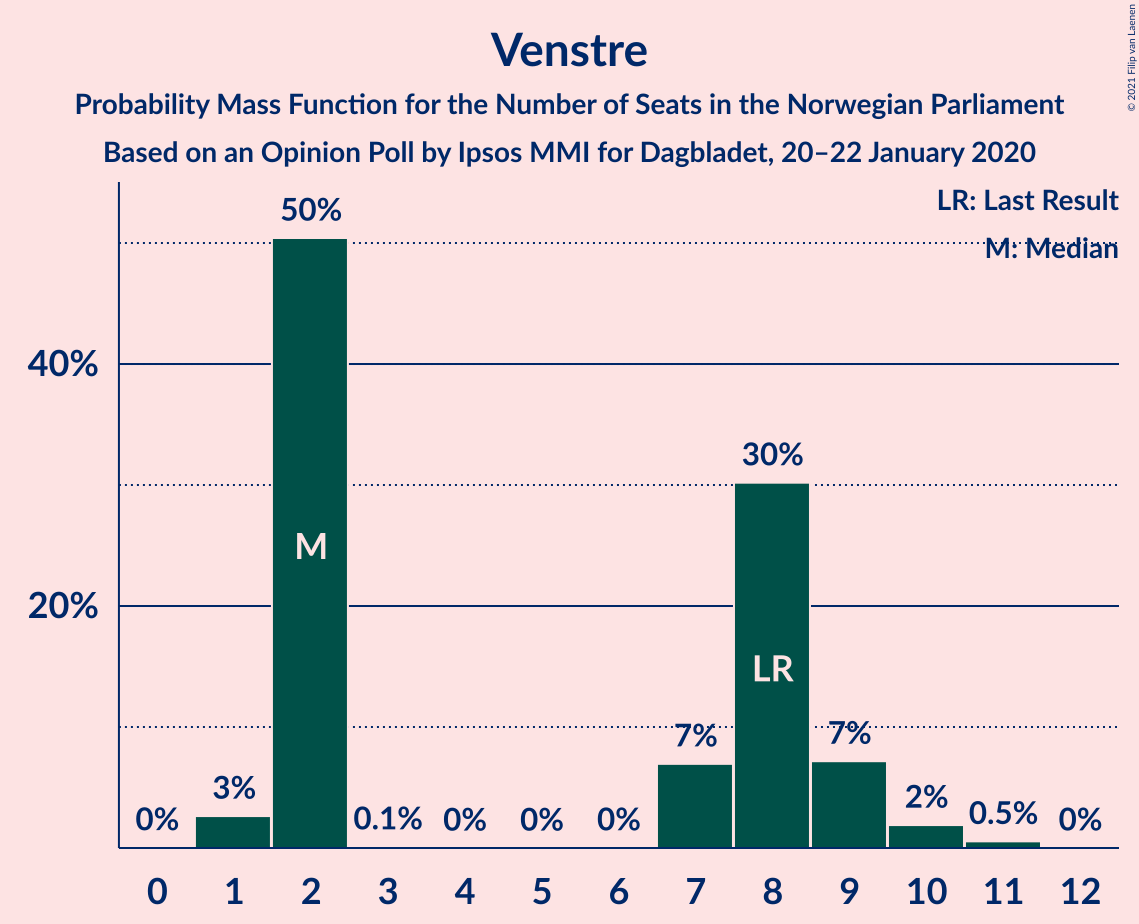 Venstre
Probability Mass Function for the Number of Seats in the Norwegian Parliament
Based on an Opinion Poll by Ipsos MMI for Dagbladet, 20–22 January 2020
© 2021 Filip van Laenen
LR: Last Result
M: Median
50%
40%
30%
M
20%
LR
7%
7%
3%
2%
0.5%
0%
0.1%
0%
0%
0%
0%
0 1 2 3 4 5 6 7 8 9 10 11 12